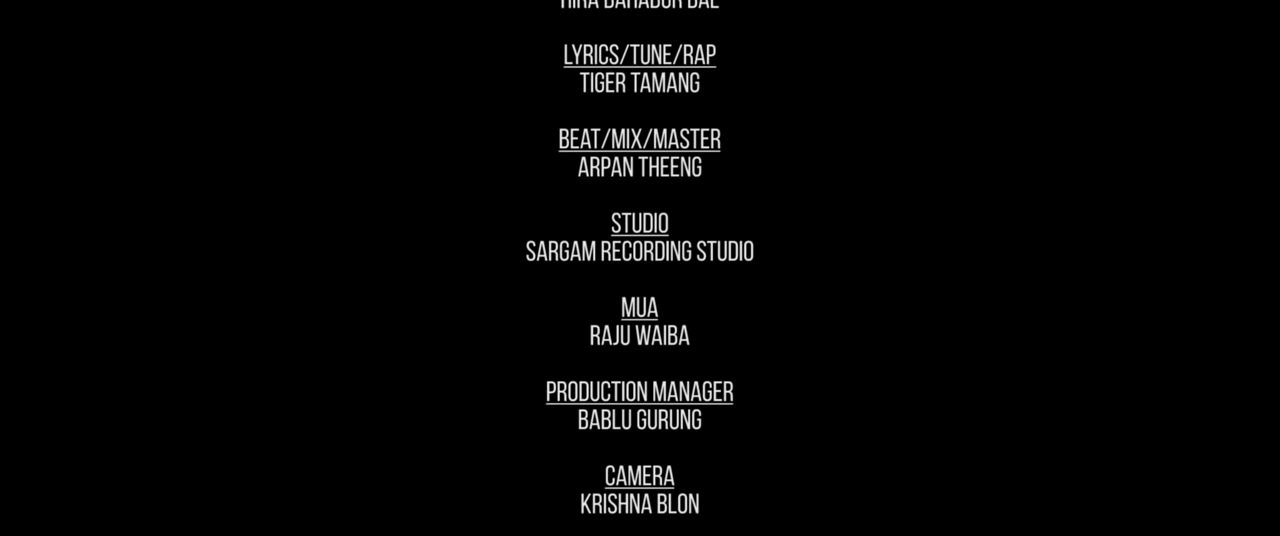 LYRICS/TUNE/RAP
TIGER TAMANG
BEAT/MIX/MASTER
ARPAN THEENG
STUDIO
SARGAM RECORDING STUDIO
MUA
RAJU WAIBA
PRODUCTION MANAGER
BABLU GURUNG
CAMERA
KRISHNA BLON